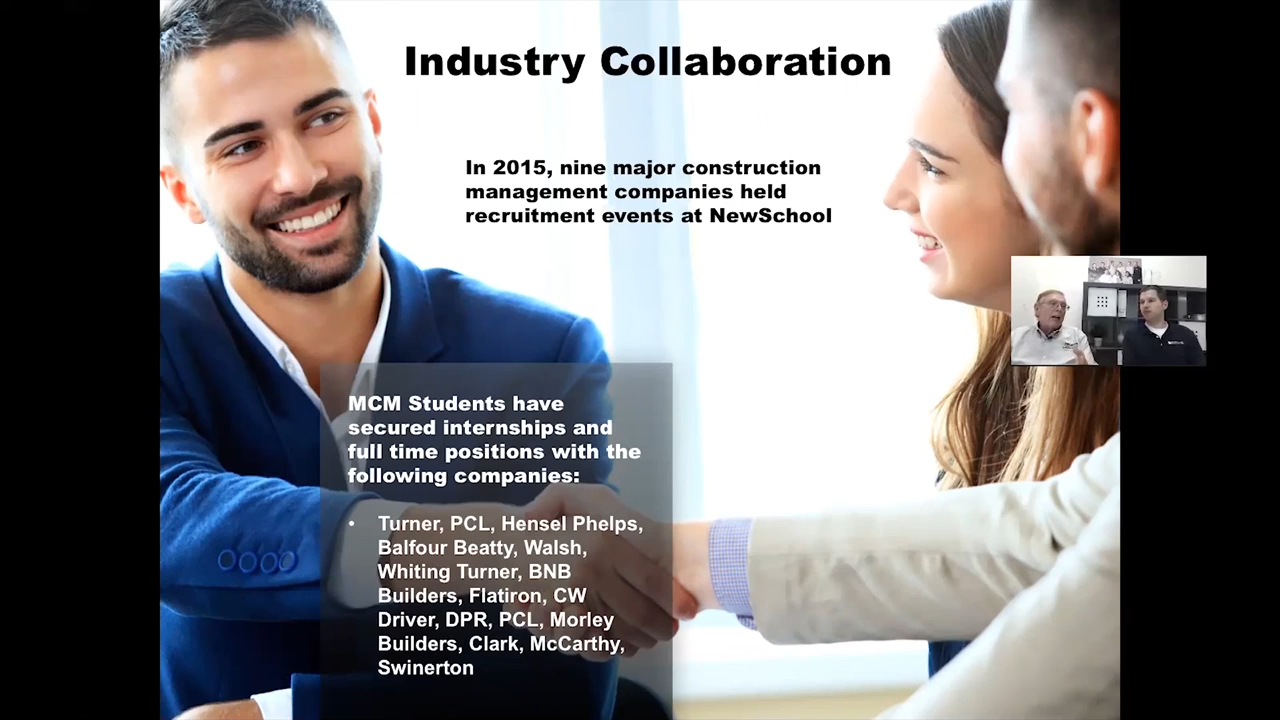 Industry Collaboration
In 2015, nine major construction
management companies held
recruitment events at NewSchool
MCM Students have
secured internships and
full time positions with the
following companies:
• Turner, PCL, Hensel Phelps,
Balfour Beatty, Walsh,
Whiting Turner, BNB
Builders, Flatiron, CW
Driver, DPR, PCL, Morley
Builders, Clark, McCarthy,
Swinerton